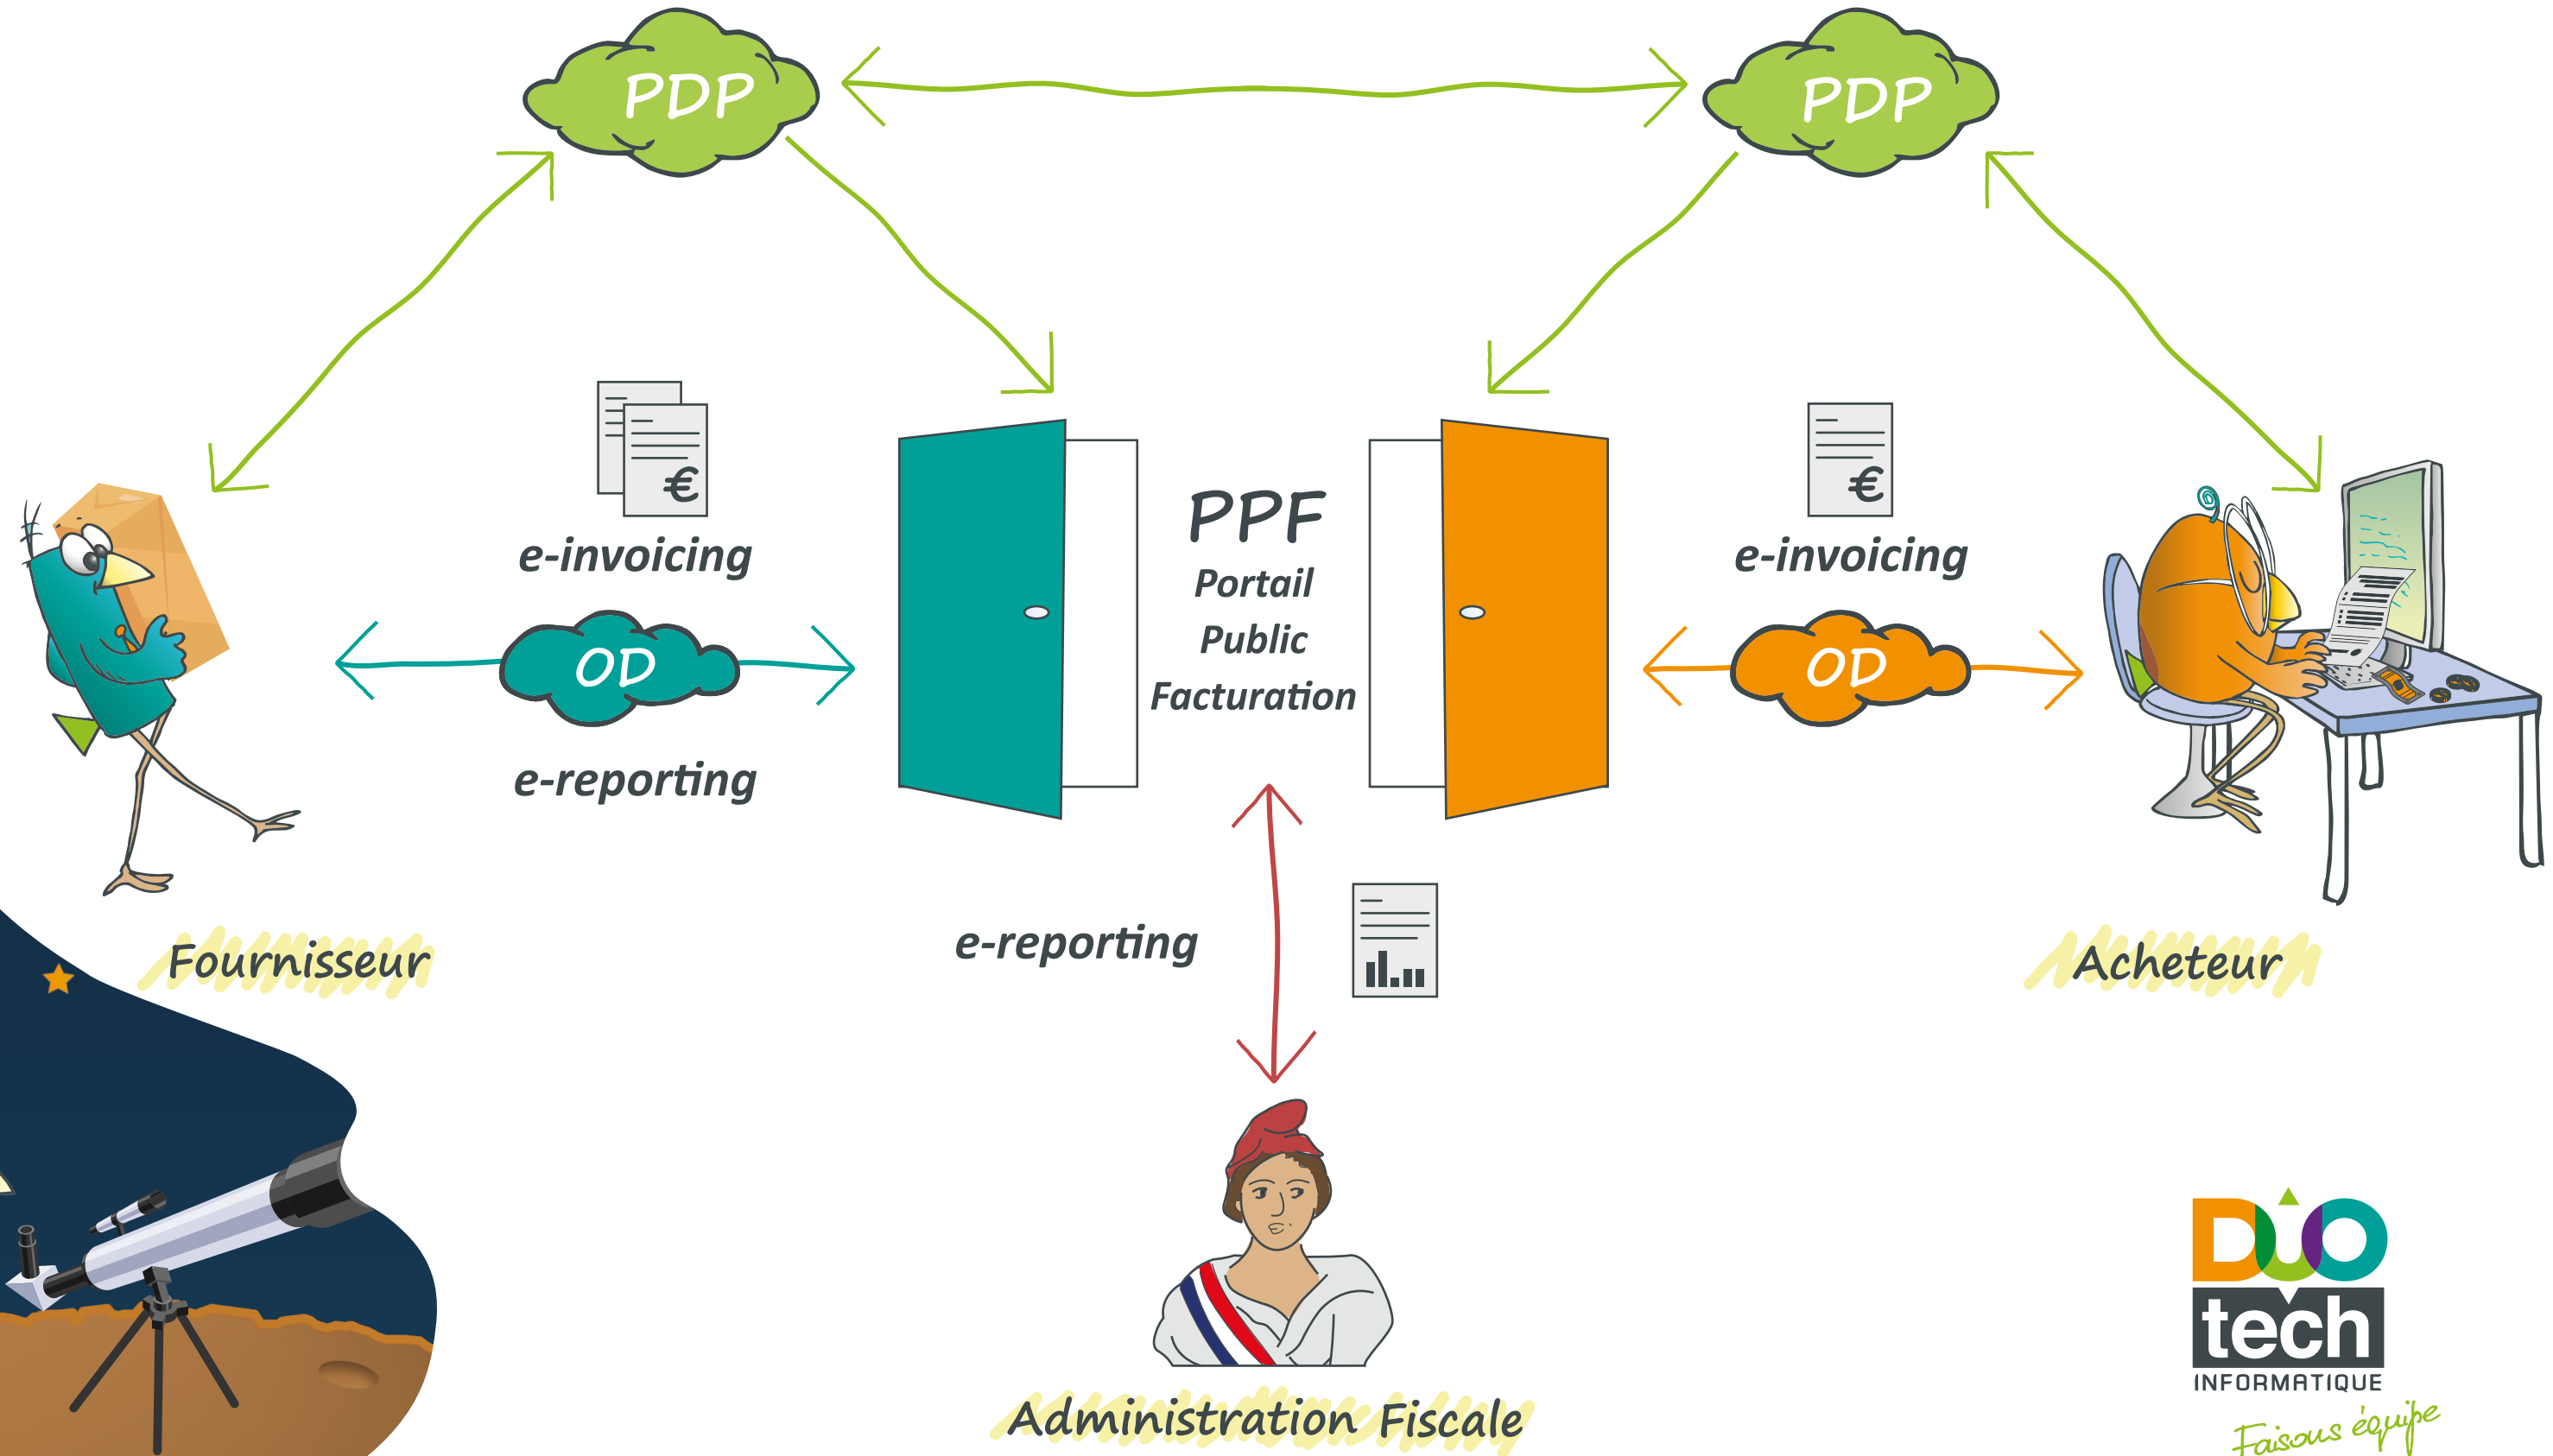 PDP
PDP
€
e-invoicing
OD
e-reporting
PPF
Portail
Public
Facturation
€
e-invoicing
OD
Fournisseur
e-reporting
Acheteur
Administration Fiscale
DUO
tech
INFORMATIQUE
Faisons équipe